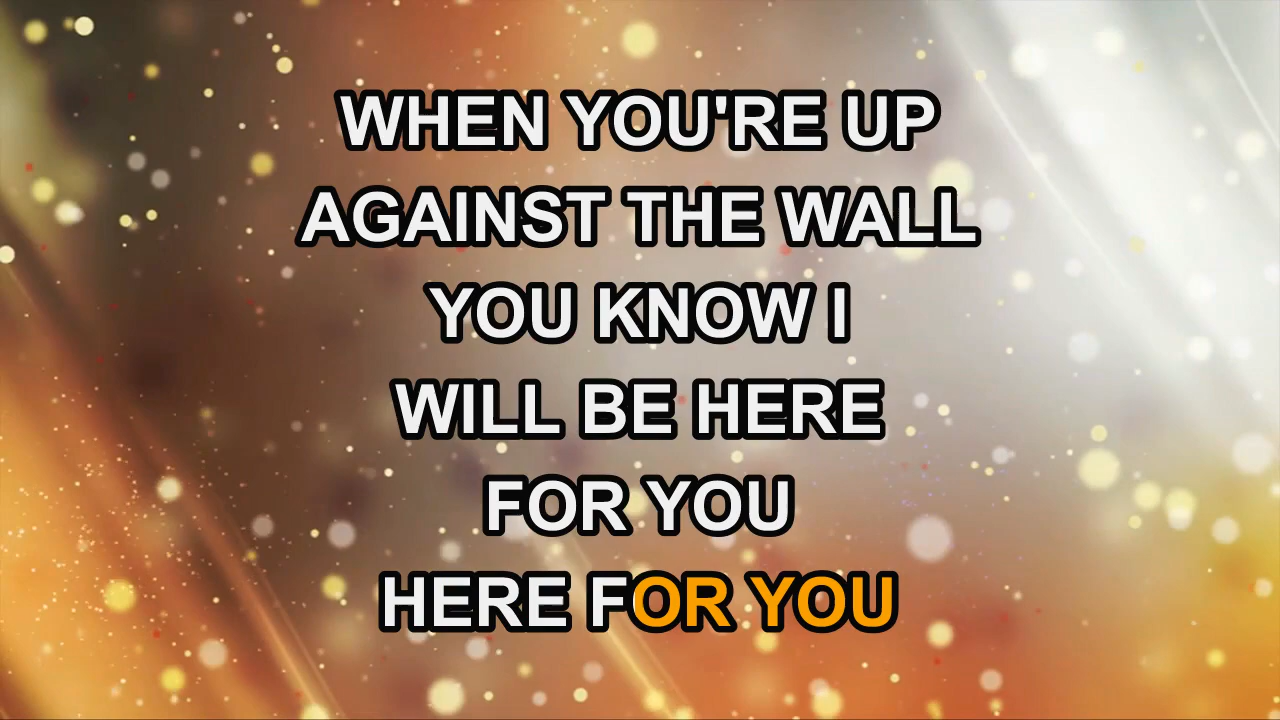 WHEN YOU'RE UP
AGAINST THE WALL
YOU KNOW I
WILL BE HERE
FOR YOU
HERE FOR YOU